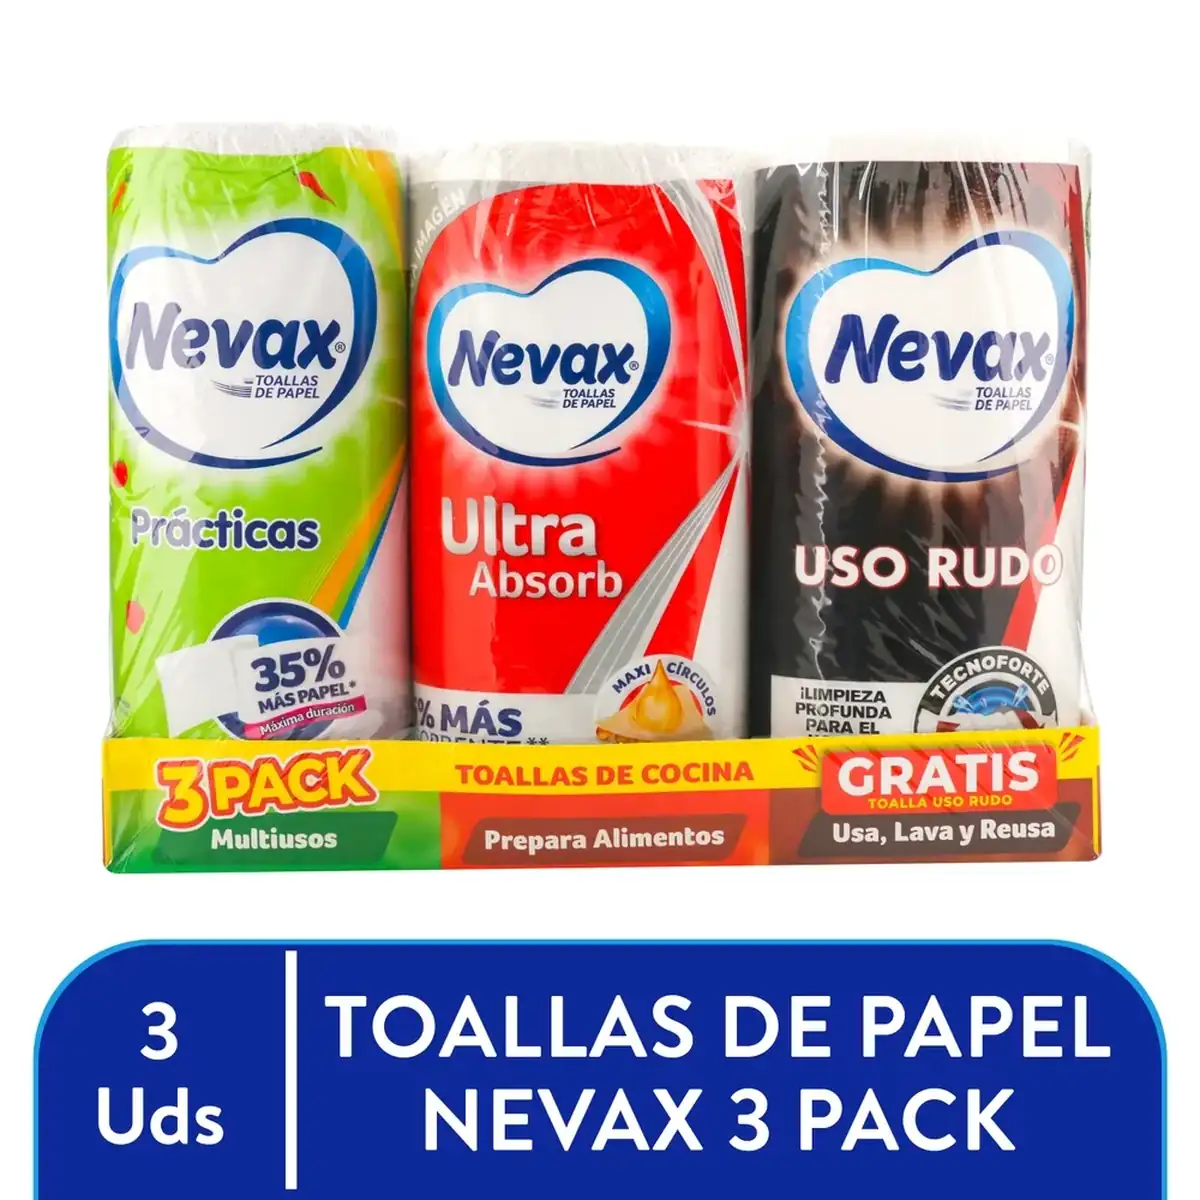 Nevax®
TOALLAS
DE PAPEL
Prácticas
35%
MÁS PAPEL*
Máxima duración
IMAGEN
Nevax®
TOALLAS
DE PAPEL
Ultra
Absorb
% MÁS
MAXI CÍRCULOS
Nevax®
TOALLAS
DE PAPEL
USO RUDO
TECNOFORTE
¡LIMPIEZA
PROFUNDA
PARA EL
3 PACK
Multiusos
TOALLAS DE COCINA
Prepara Alimentos
GRATIS
TOALLA USO RUDO
Usa, Lava y Reusa
3
Uds
TOALLAS DE PAPEL
NEVAX 3 PACK